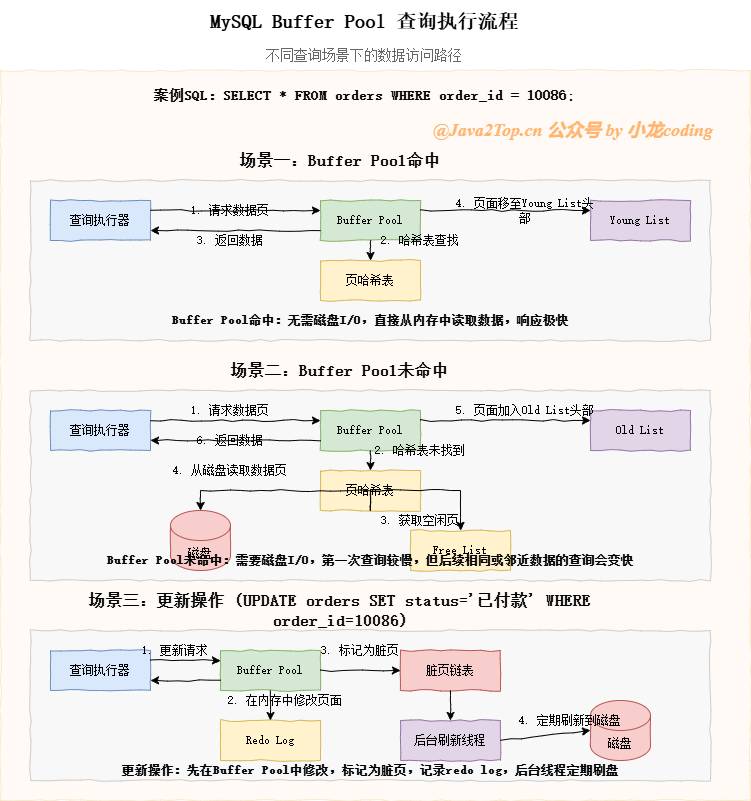 MySQL Buffer Pool 查询执行流程
不同查询场景下的数据访问路径
案例SQL：SELECT * FROM orders WHERE order_id = 10086;
@Java2Top.cn 公众号 by 小龙coding
场景一：Buffer Pool命中
查询执行器
1. 请求数据页
3. 返回数据
Buffer Pool
4. 页面移至Young List头
部
Young List
2. 哈希表查找
页哈希表
Buffer Pool命中：无需磁盘I/O，直接从内存中读取数据，响应极快
场景二：Buffer Pool未命中
查询执行器
1. 请求数据页
6. 返回数据
Buffer Pool
5. 页面加入Old List头部
Old List
2. 哈希表未找到
4. 从磁盘读取数据页
页哈希表
3. 获取空闲页
磁盘
Free List
Buffer Pool未命中：需要磁盘I/O，第一次查询较慢，但后续相同或邻近数据的查询会变快
场景三：更新操作 (UPDATE orders SET status='已付款' WHERE
order_id=10086)
查询执行器
1. 更新请求
Buffer Pool
3. 标记为脏页
脏页链表
2. 在内存中修改页面
Redo Log
后台刷新线程
4. 定期刷新到磁盘
磁盘
更新操作：先在Buffer Pool中修改，标记为脏页，记录redo log，后台线程定期刷盘